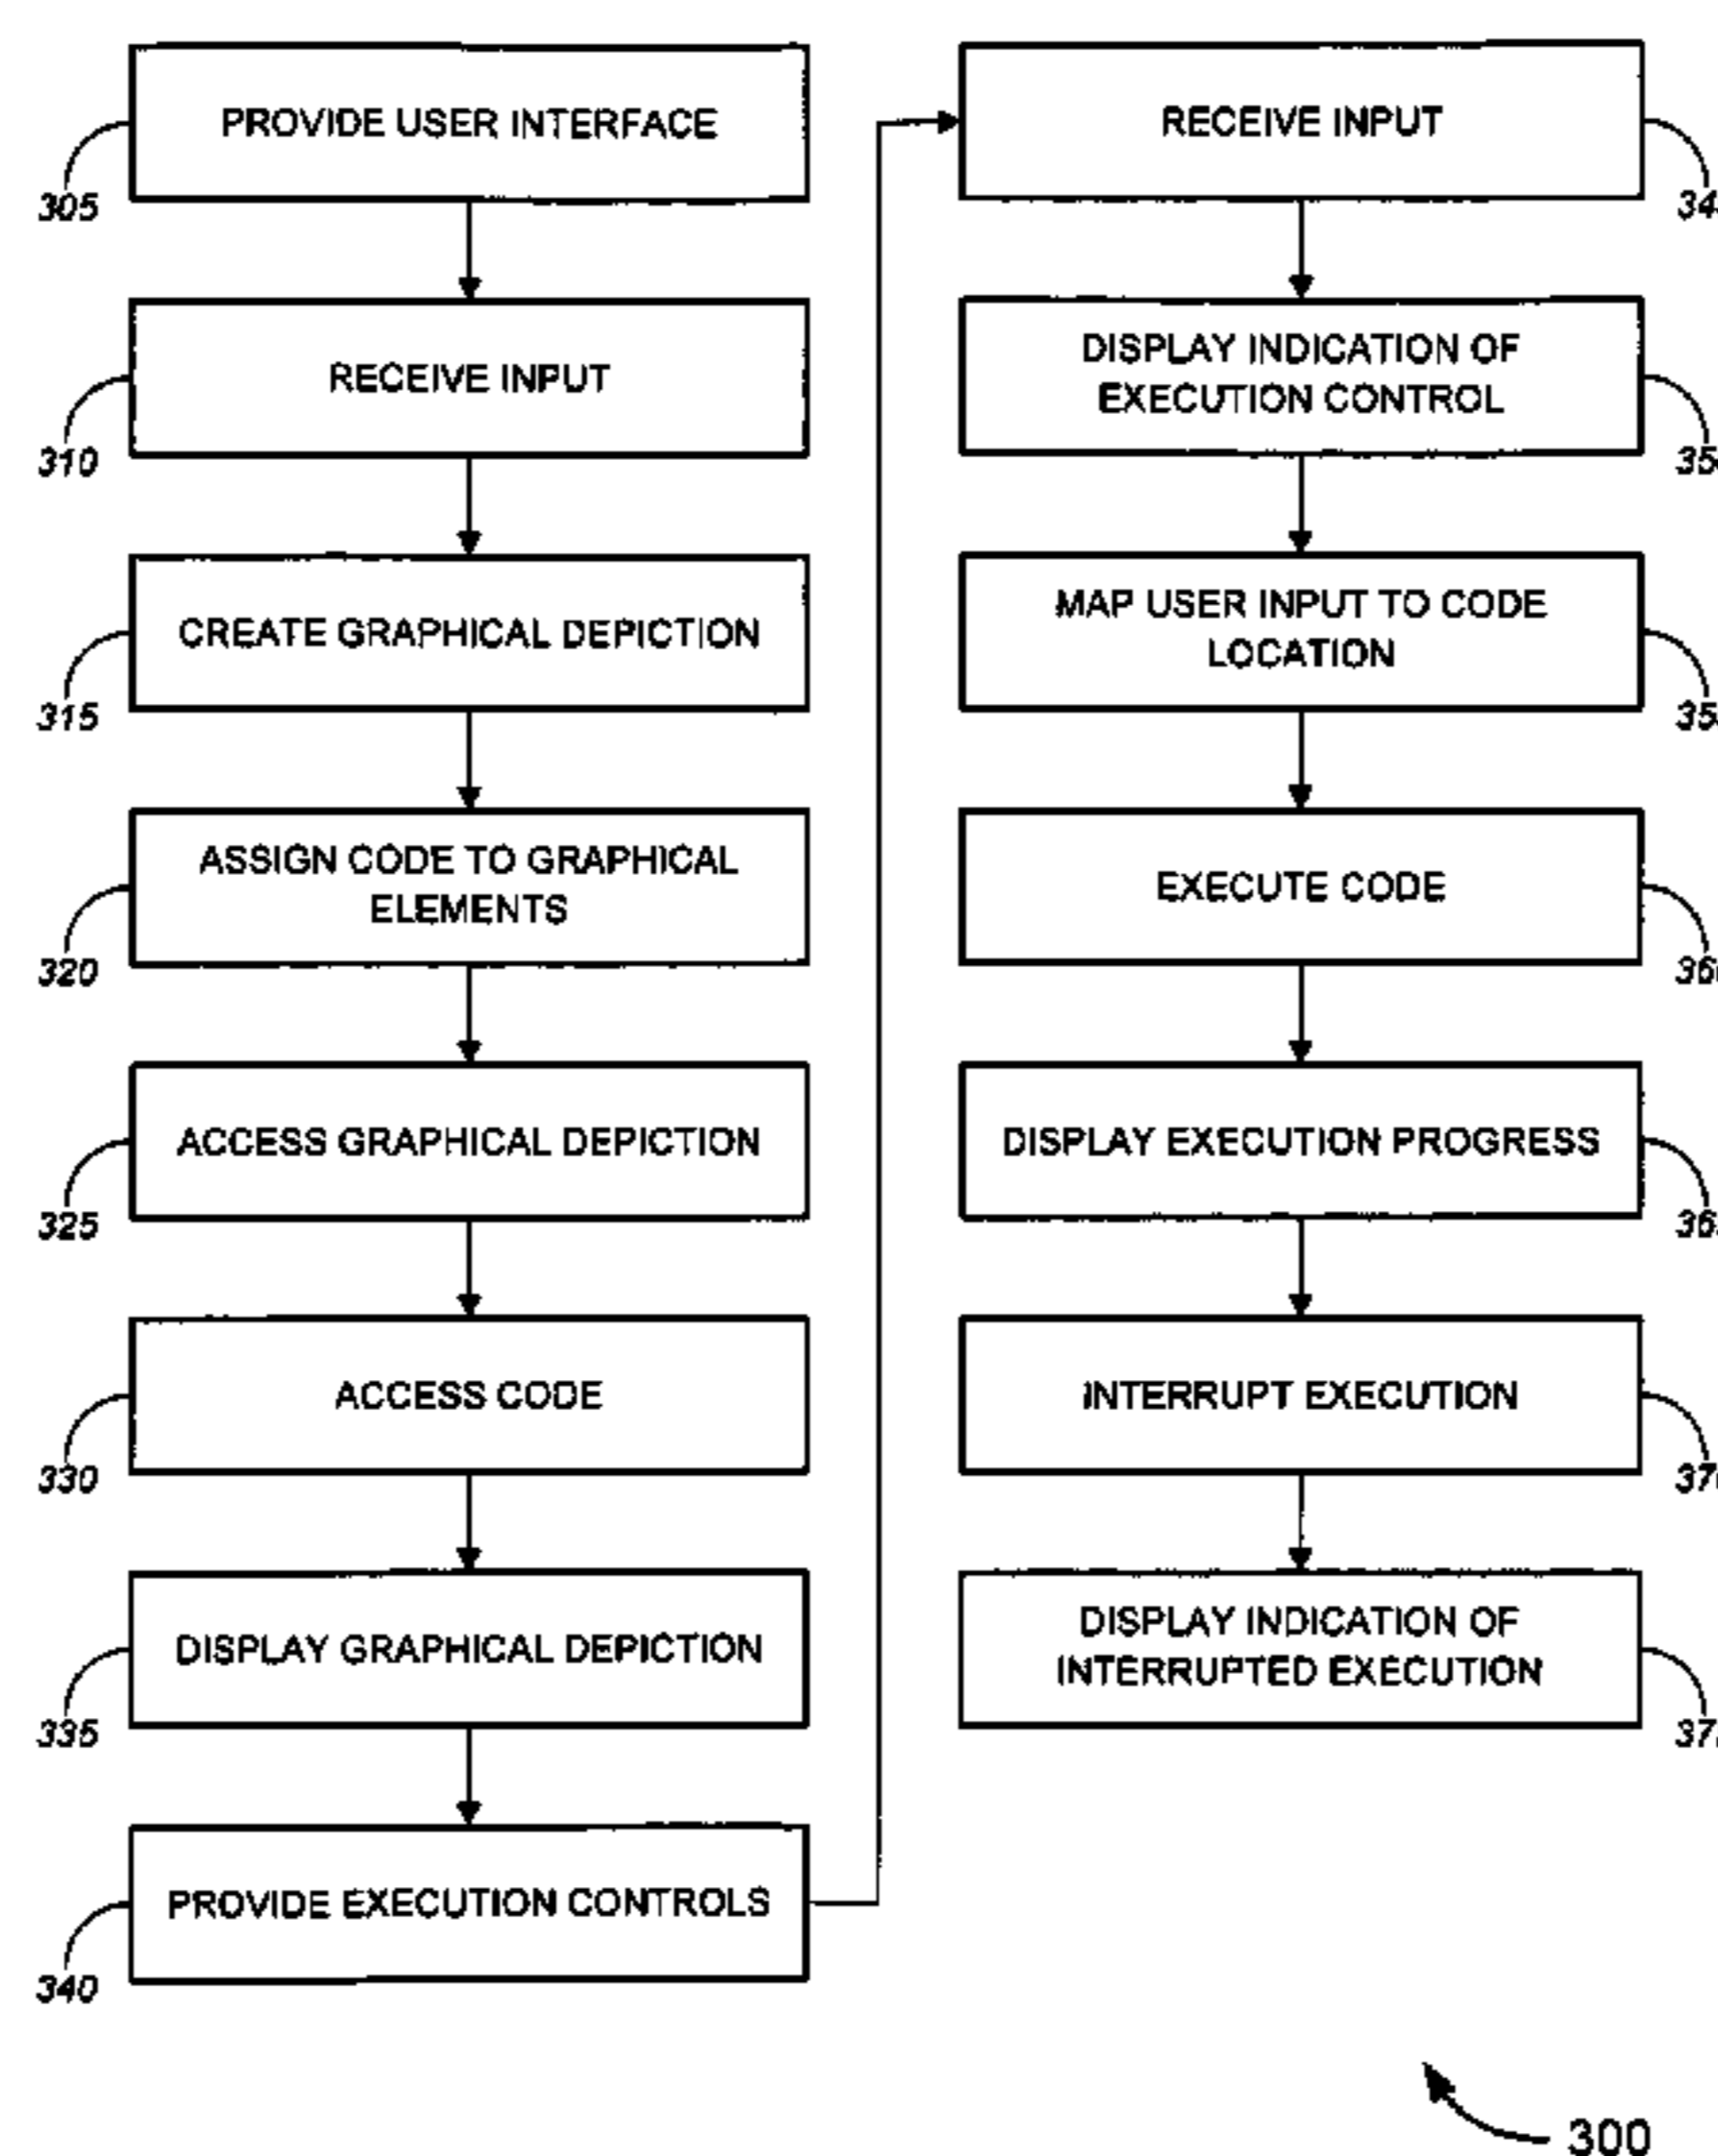 PROVIDE USER INTERFACE
305
RECEIVE INPUT
310
CREATE GRAPHICAL DEPICTION
315
ASSIGN CODE TO GRAPHICAL
ELEMENTS
320
ACCESS GRAPHICAL DEPICTION
325
ACCESS CODE
330
DISPLAY GRAPHICAL DEPICTION
335
PROVIDE EXECUTION CONTROLS
340
RECEIVE INPUT
DISPLAY INDICATION OF
EXECUTION CONTROL
MAP USER INPUT TO CODE
LOCATION
EXECUTE CODE
DISPLAY EXECUTION PROGRESS
INTERRUPT EXECUTION
DISPLAY INDICATION OF
INTERRUPTED EXECUTION
300